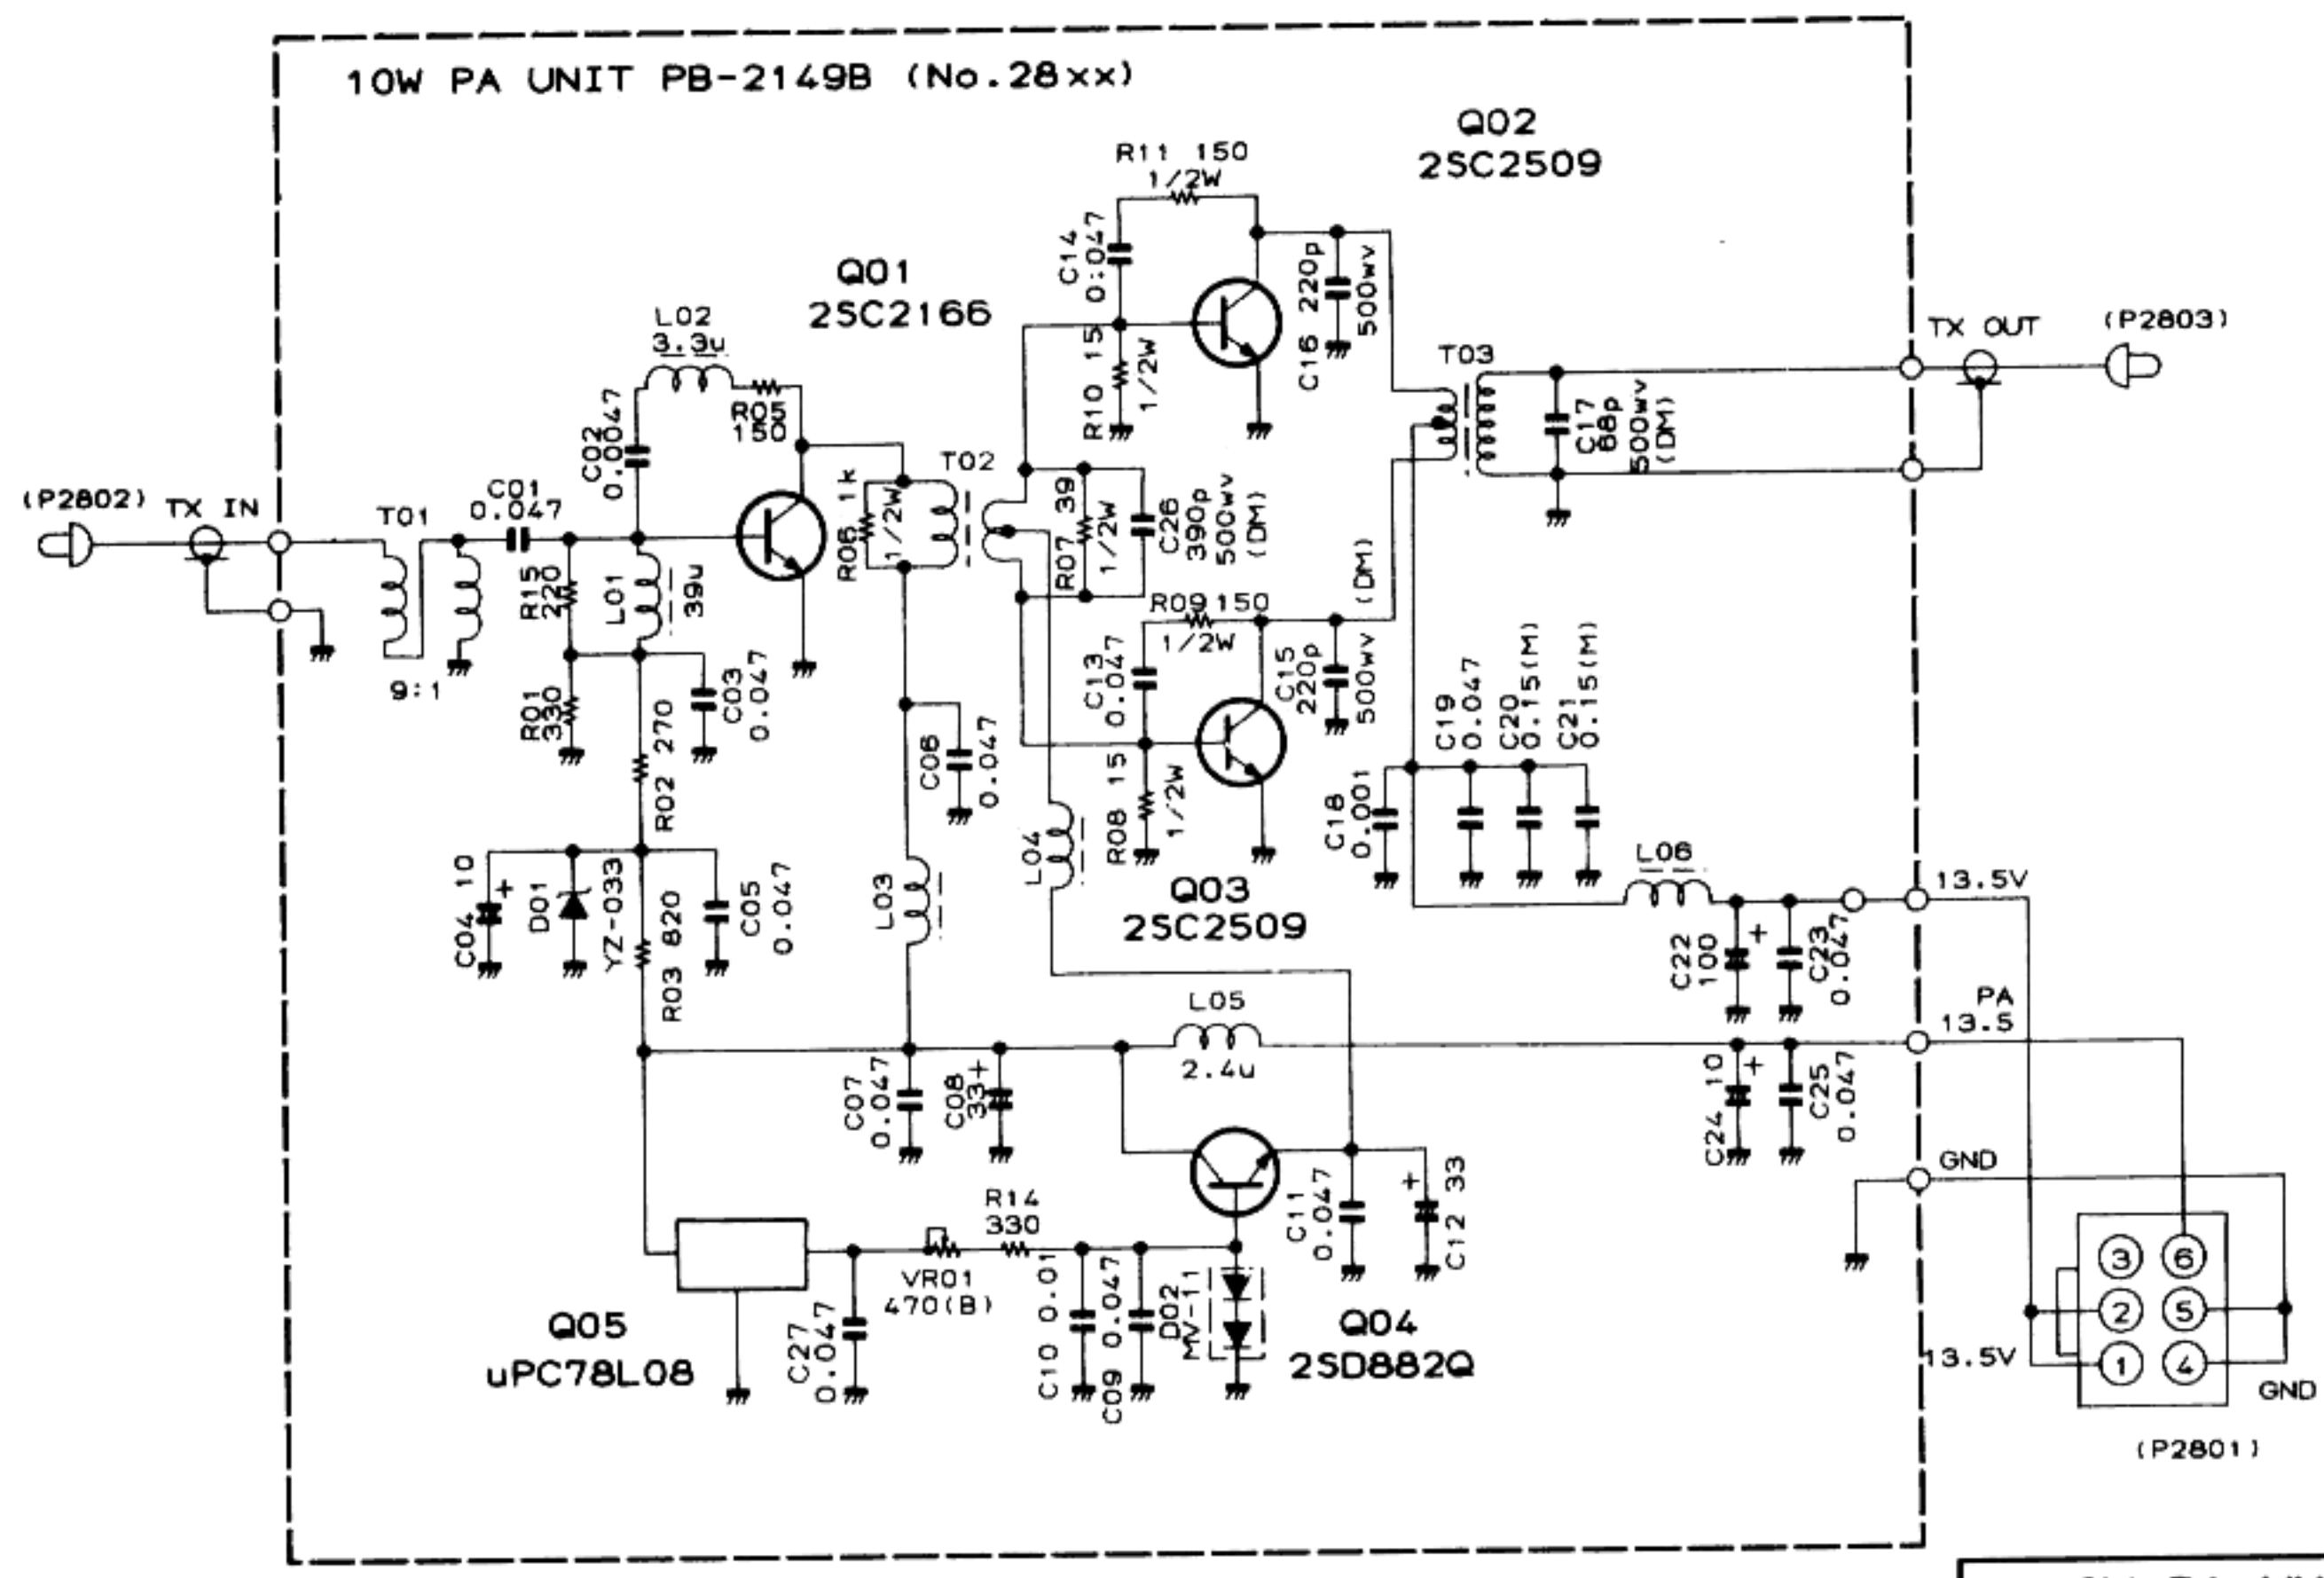 10W PA UNIT PB-2149B (No.28xx)
Q02
2SC2509
R11 150
1/2W
C14
0.047
C16 220p
500wv
Q01
2SC2166
L02
3.3u
R05
150
C02
0.0047
R10 15
1/2W
T03
TX OUT
(P2803)
C17
68p
500wv
(DM)
(P2802)
TX IN
T01
9:1
C01
0.047
R15
220
L01
39u
R06 1k
1/2W
T02
R07 39
1/2W
C26
390p
500wv
(DM)
(DM)
R09 150
1/2W
C13
0.047
C15
220p
500wv
R01
330
R02 270
C03
0.047
C06
0.047
L04
R08 15
1/2W
Q03
2SC2509
C18
0.001
C19
0.047
C20
0.15(M)
C21
0.15(M)
L06
13.5V
C04 10
+
D01
YZ-033
R03 820
C05
0.047
L03
C22
100
+
C23
0.047
PA
13.5
L05
2.4u
C07
0.047
C08
33+
C24 10
+
C25
0.047
GND
R14
330
VR01
470(B)
C11
0.047
+
C12 33
Q05
uPC78L08
C27
0.047
C10 0.01
C09 0.047
D02
MV-11
Q04
2SD882Q
3
6
2
5
1
4
13.5V
GND
(P2801)